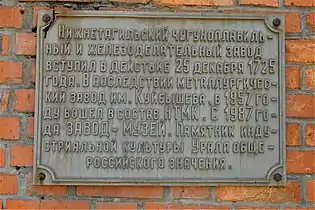 Нижнетагильский чугуноплавиль-
ный и железоделательный завод
вступил в действие 25 декабря 1725
года. В последствие металлургичес-
кий завод им. Куйбышева, в 1957 го-
ду вошел в состав НТМК. С 1987 го-
да ЗАВОД-МУЗЕЙ. Памятник инду-
стриальной культуры Урала обще-
российского значения.